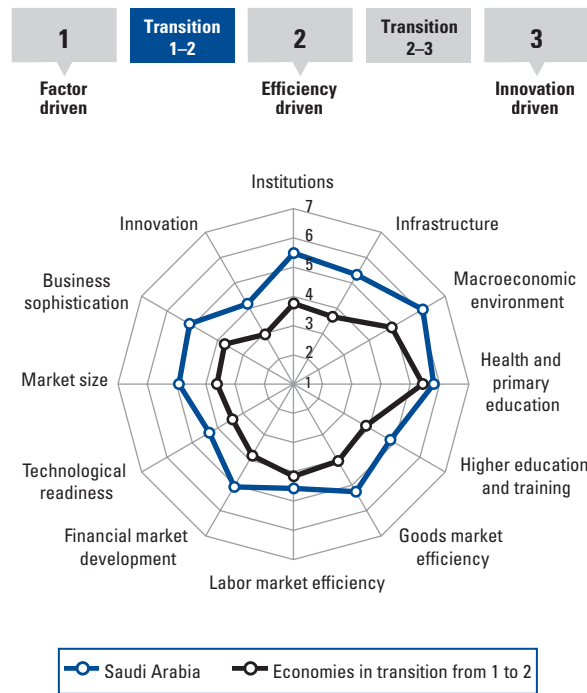 1
Transition
1–2
2
Transition
2–3
3
Factor
driven
Efficiency
driven
Innovation
driven
Institutions
Infrastructure
Macroeconomic
environment
Health and
primary
education
Higher education
and training
Goods market
efficiency
Labor market efficiency
Financial market
development
Technological
readiness
Market size
Business
sophistication
Innovation
7
6
5
4
3
2
1
Saudi Arabia
Economies in transition from 1 to 2